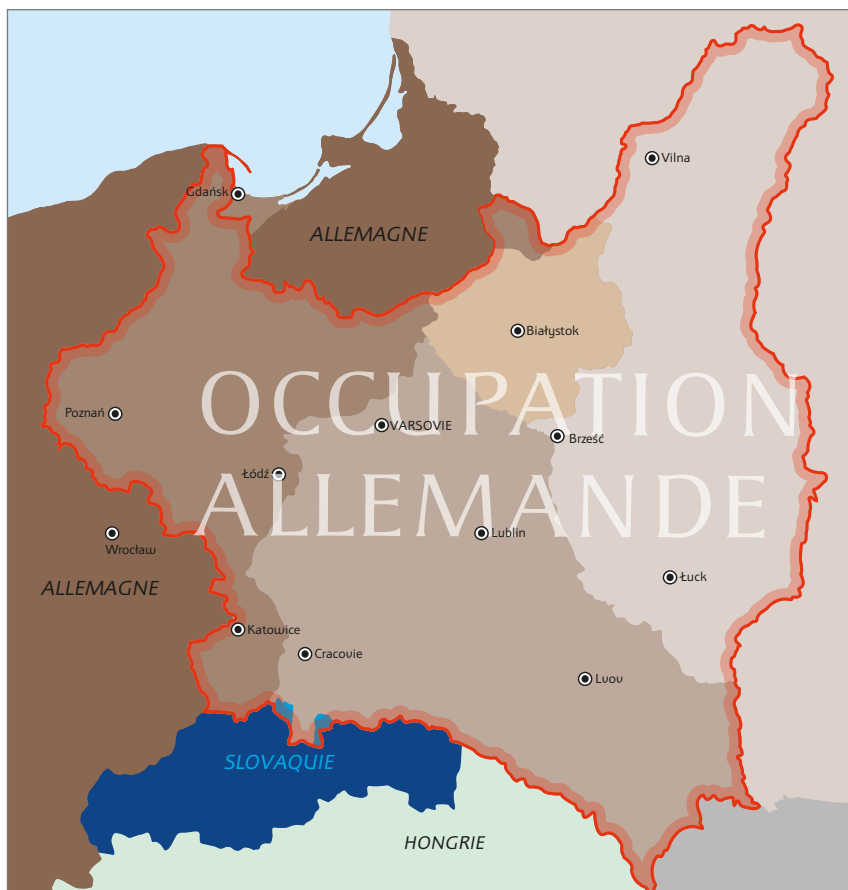 Vilna
Gdańsk
ALLEMAGNE
Białystok
OCCUPATION
Poznań
VARSOVIE
Brześć
Łódź
ALLEMANDE
Lublin
Wrocław
Łuck
ALLEMAGNE
Katowice
Cracovie
Lvov
SLOVAQUIE
HONGRIE